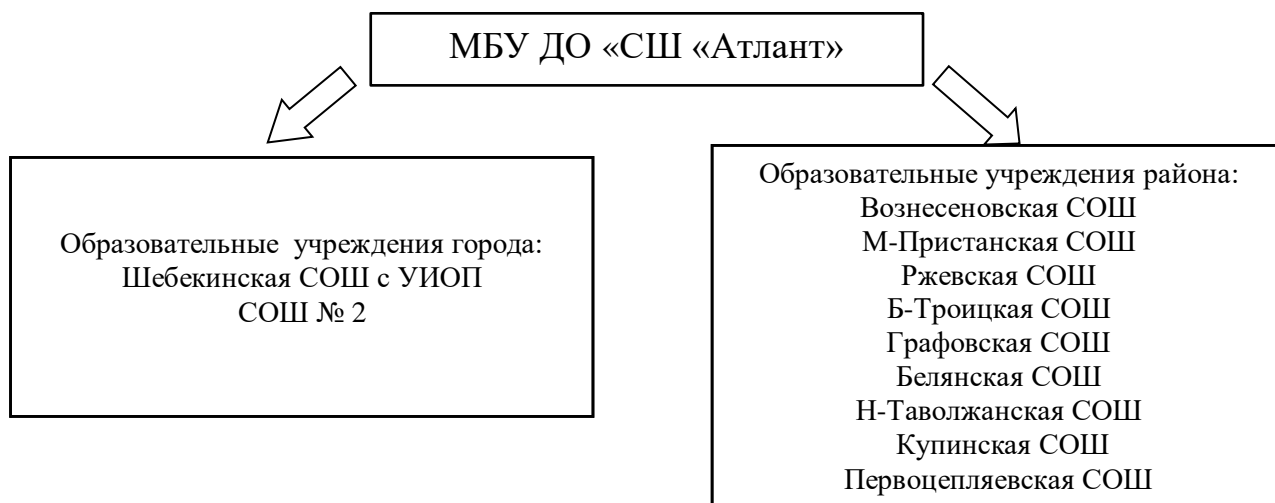 МБУ ДО «СШ «Атлант»
Образовательные учреждения города:
Шебекинская СОШ с УИОП
СОШ № 2
Образовательные учреждения района:
Вознесеновская СОШ
М-Пристанская СОШ
Ржевская СОШ
Б-Троицкая СОШ
Графовская СОШ
Белянская СОШ
Н-Таволжанская СОШ
Купинская СОШ
Первоцепляевская СОШ